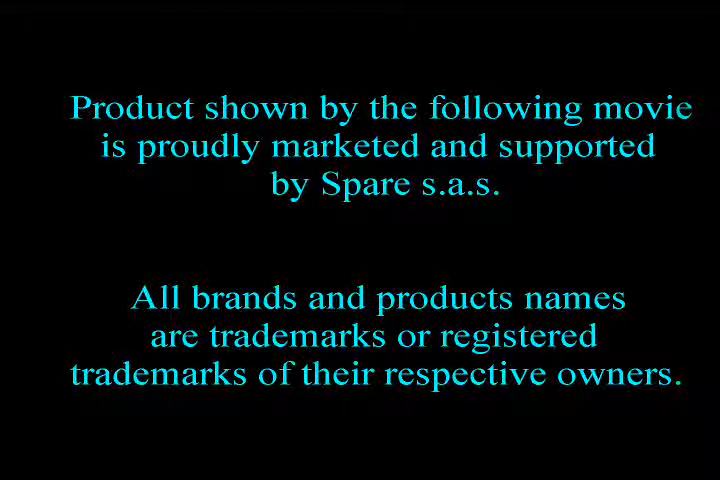 Product shown by the following movie
is proudly marketed and supported
by Spare s.a.s.
All brands and products names
are trademarks or registered
trademarks of their respective owners.